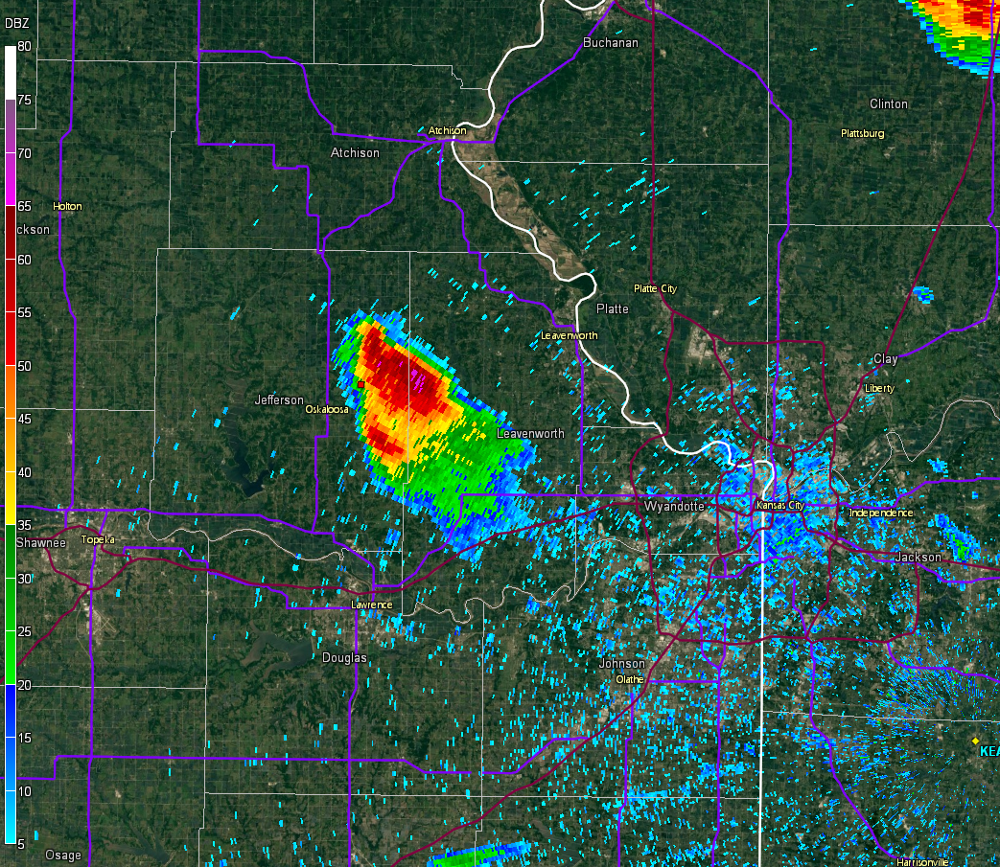 DBZ
80
75
70
65
60
55
50
45
40
35
30
25
20
15
10
5
Buchanan
Clinton
Plattsburg
Atchison
Atchison
Holton
ckson
Platte City
Platte
Leavenworth
Clay
Liberty
Jefferson
Oskaloosa
Leavenworth
Wyandotte
Kansas City
Independence
Shawnee
Topeka
Jackson
Lawrence
Douglas
Johnson
Olathe
KEA
Osage
Harrisonville